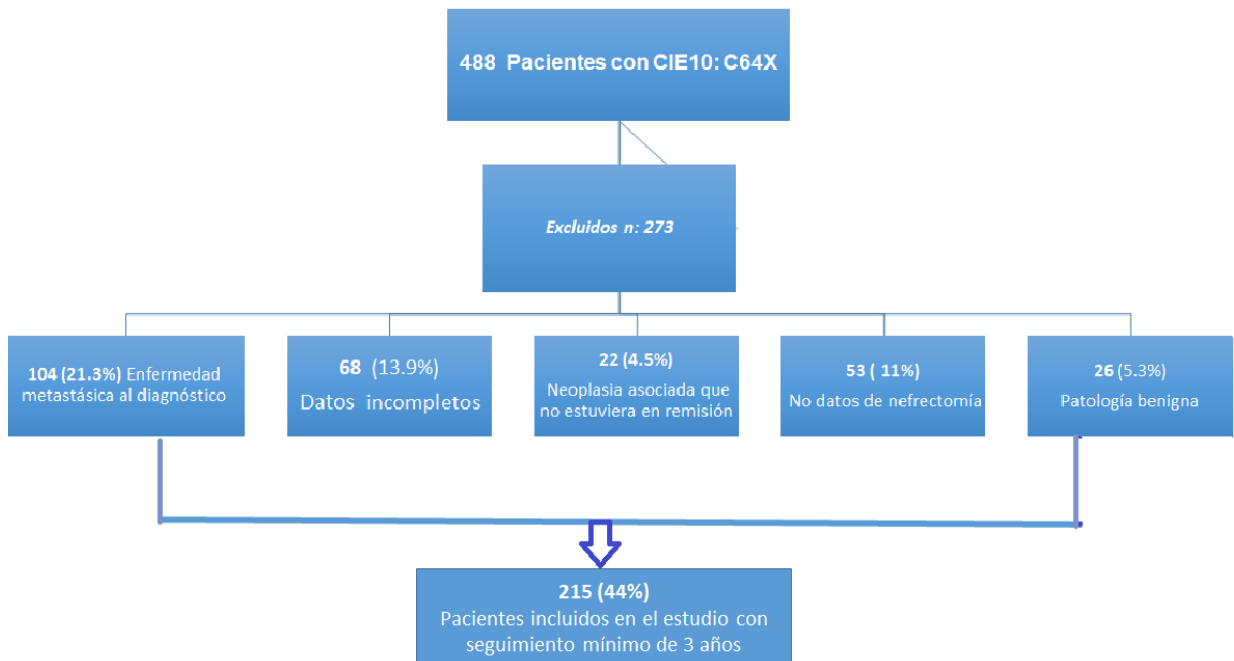 488 Pacientes con CIE10: C64X
Excluidos n: 273
104 (21.3%) Enfermedad
metastásica al diagnóstico
68 (13.9%)
Datos incompletos
22 (4.5%)
Neoplasia asociada que
no estuviera en remisión
53 ( 11%)
No datos de nefrectomía
26 (5.3%)
Patología benigna
215 (44%)
Pacientes incluidos en el estudio con
seguimiento mínimo de 3 años